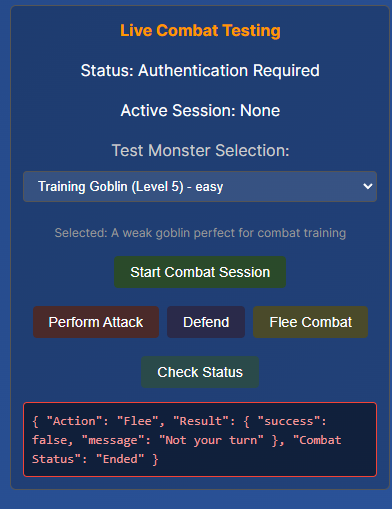 Live Combat Testing
Status: Authentication Required
Active Session: None
Test Monster Selection:
Training Goblin (Level 5) - easy
Selected: A weak goblin perfect for combat training
Start Combat Session
Perform Attack Defend Flee Combat
Check Status
{ "Action": "Flee", "Result": { "success":
false, "message": "Not your turn" }, "Combat
Status": "Ended" }